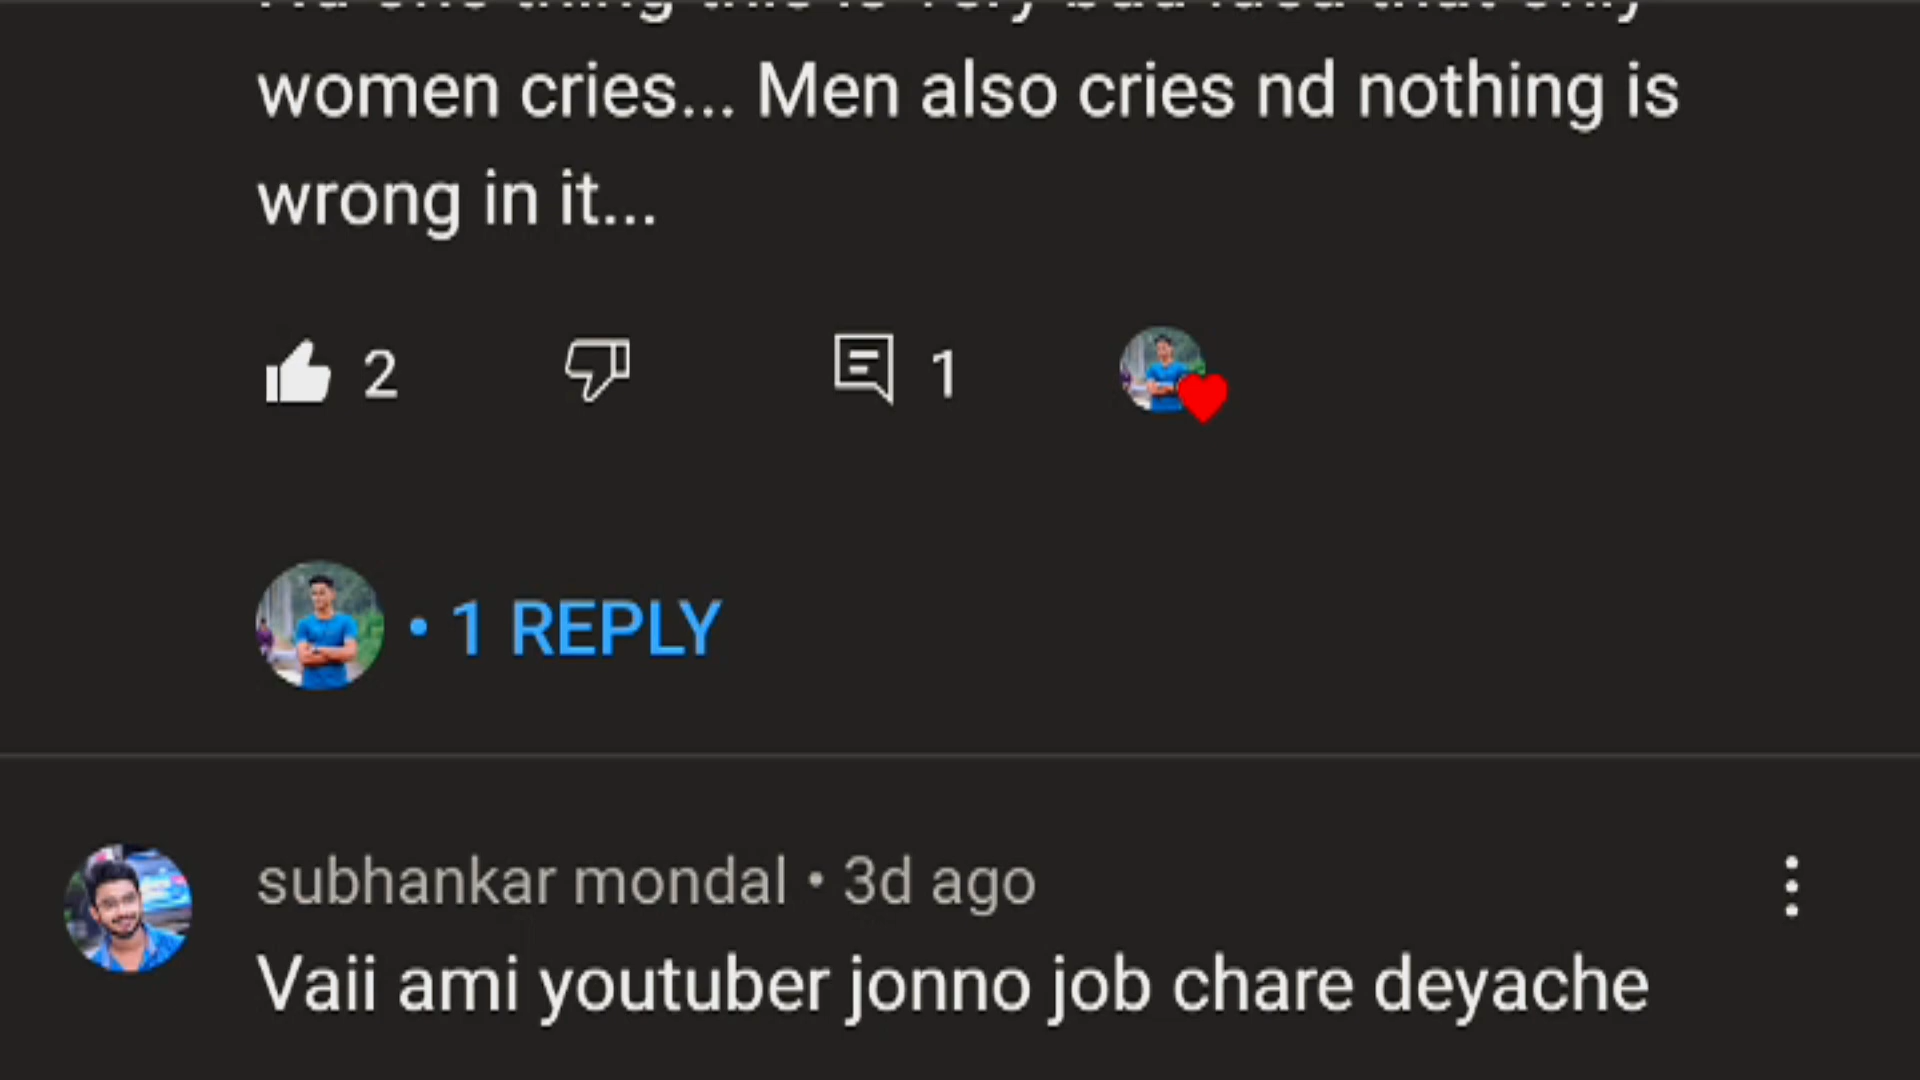 women cries... Men also cries nd nothing is
wrong in it...
2
1
• 1 REPLY
subhankar mondal • 3d ago
Vaii ami youtuber jonno job chare deyache